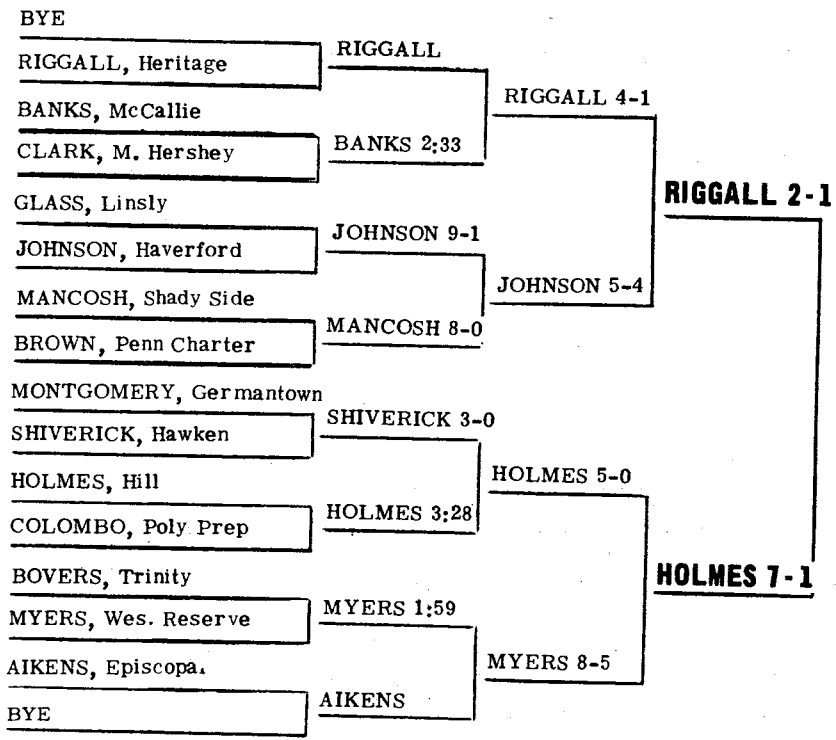 BYE
RIGGALL, Heritage
BANKS, McCallie
CLARK, M. Hershey
GLASS, Linsly
JOHNSON, Haverford
MANCOSH, Shady Side
BROWN, Penn Charter
MONTGOMERY, Germantown
SHIVERICK, Hawken
HOLMES, Hill
COLOMBO, Poly Prep
BOVERS, Trinity
MYERS, Wes. Reserve
AIKENS, Episcopal
BYE
RIGGALL
BANKS 2:33
JOHNSON 9-1
MANCOSH 8-0
SHIVERICK 3-0
HOLMES 3:28
MYERS 1:59
AIKENS
RIGGALL 4-1
JOHNSON 5-4
HOLMES 5-0
MYERS 8-5
RIGGALL 2-1
HOLMES 7-1